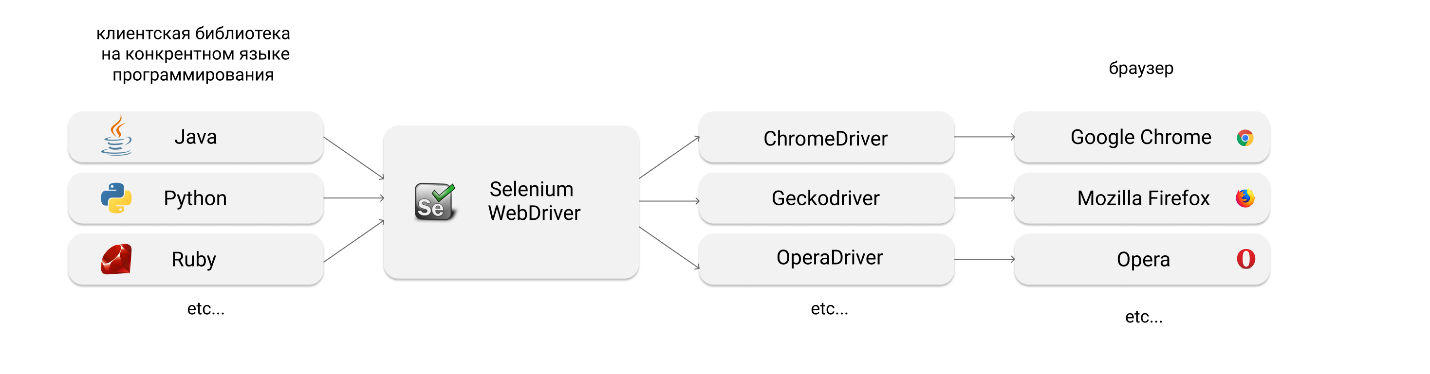 клиентская библиотека
на конкрентном языке
программирования
браузер
Java
Python
Ruby
etc...
Se
Selenium
WebDriver
ChromeDriver
Geckodriver
OperaDriver
etc...
Google Chrome
Mozilla Firefox
Opera
etc...